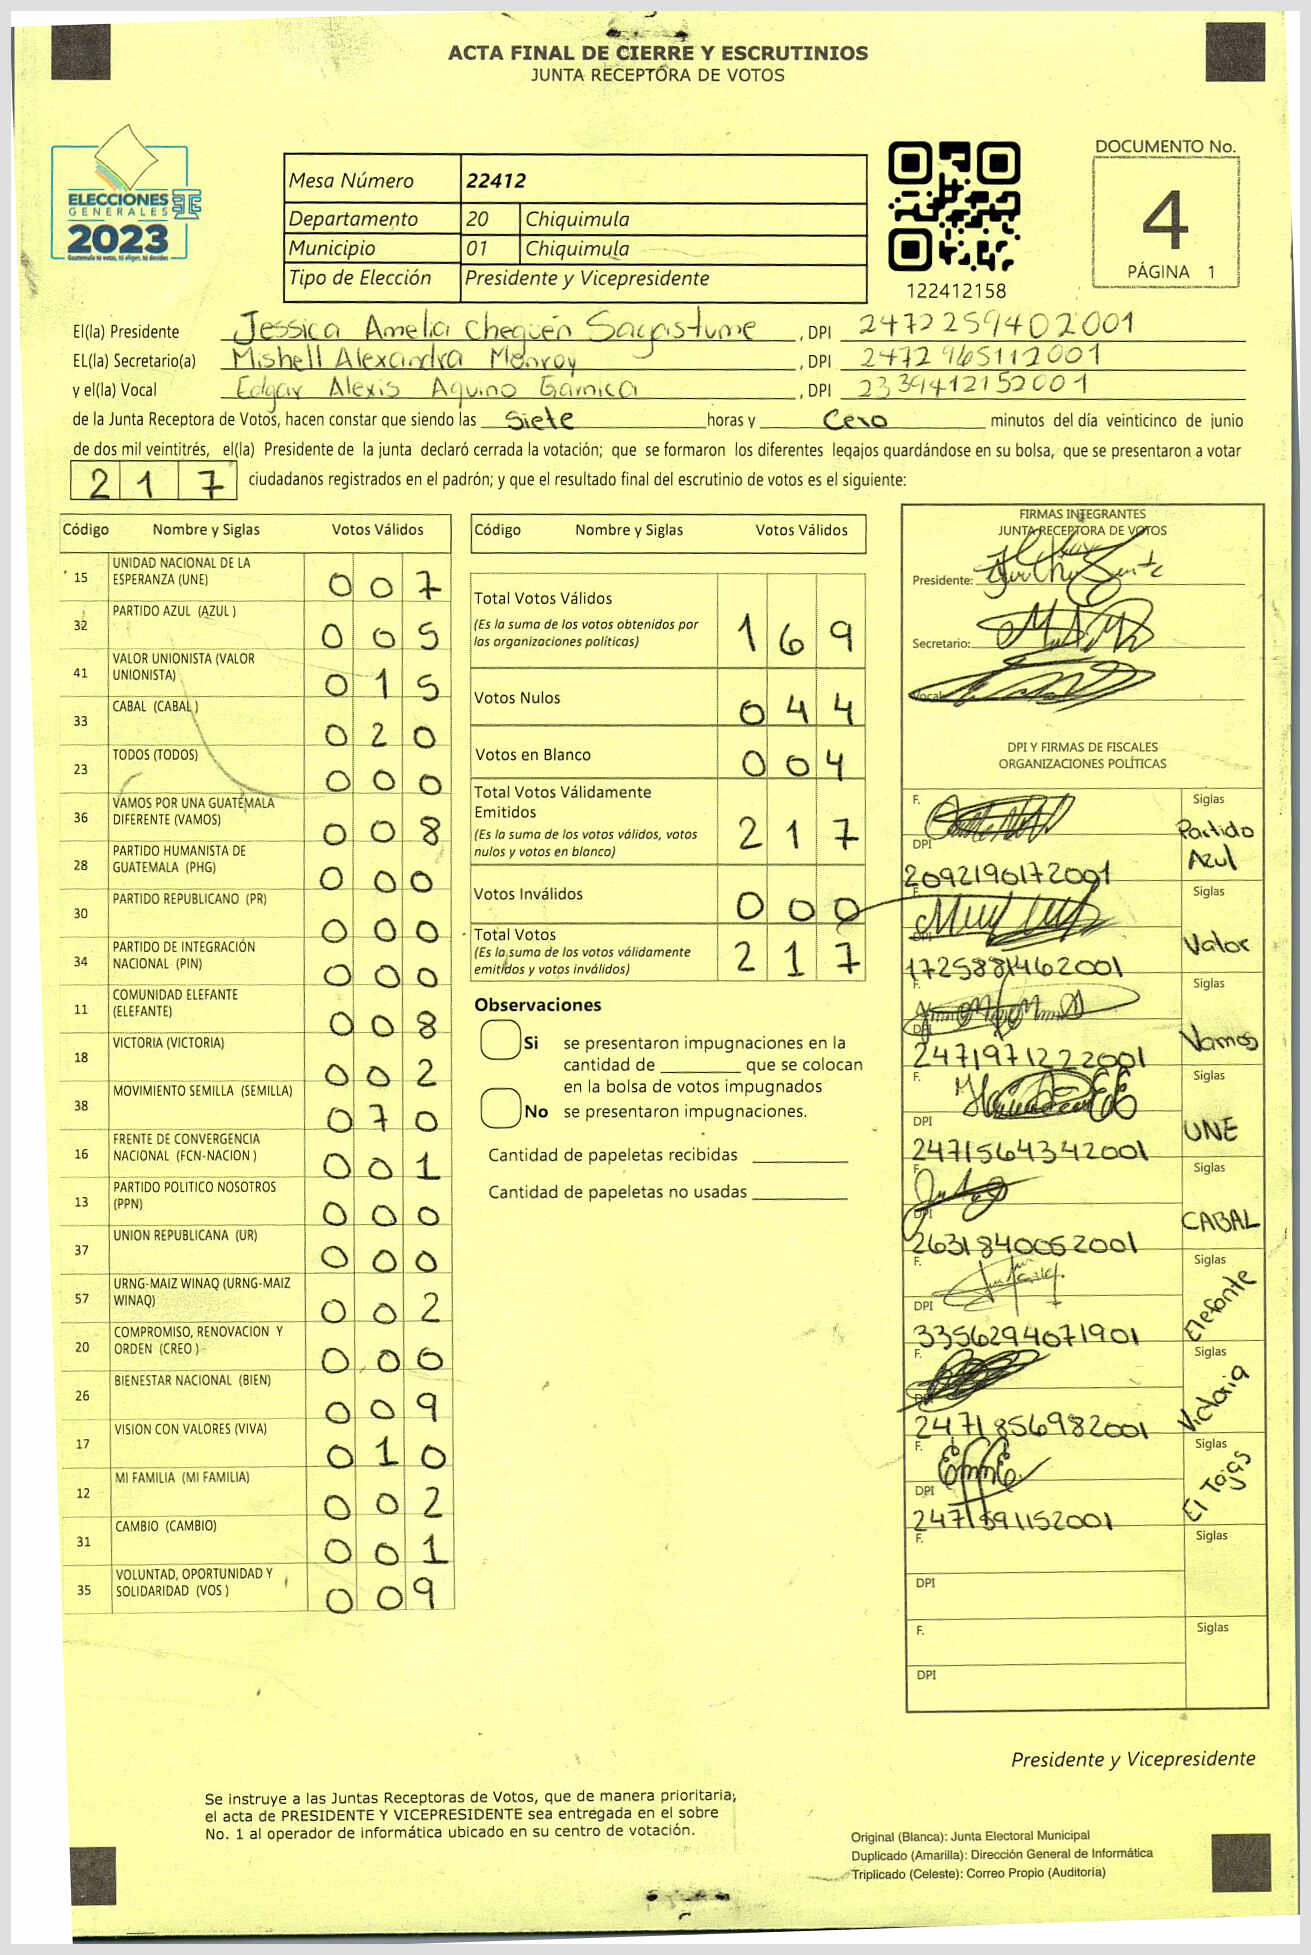 ACTA FINAL DE CIERRE Y ESCRUTINIOS
JUNTA RECEPTORA DE VOTOS
ELECCIONES
GENERALES
2023
Guatemala tú votas, tú eliges, tú decides
Mesa Número 22412
Departamento 20 Chiquimula
Municipio 01 Chiquimula
Tipo de Elección Presidente y Vicepresidente
122412158
DOCUMENTO No.
4
PÁGINA 1
El(la) Presidente Jessica Amelia Chequén Sagastume , DPI 2472259402001
EL(la) Secretario(a) Mishell Alexandra Monroy , DPI 2472965112001
y el(la) Vocal Edgar Alexis Aquino Garnica , DPI 2339412152001
de la Junta Receptora de Votos, hacen constar que siendo las Siete horas y Cero minutos del día veinticinco de junio
de dos mil veintitrés, el(la) Presidente de la junta declaró cerrada la votación; que se formaron los diferentes legajos guardándose en su bolsa, que se presentaron a votar
217 ciudadanos registrados en el padrón; y que el resultado final del escrutinio de votos es el siguiente:
Código Nombre y Siglas Votos Válidos
15 UNIDAD NACIONAL DE LA ESPERANZA (UNE) 007
32 PARTIDO AZUL (AZUL ) 005
41 VALOR UNIONISTA (VALOR UNIONISTA) 015
33 CABAL (CABAL ) 020
23 TODOS (TODOS) 000
36 VAMOS POR UNA GUATEMALA DIFERENTE (VAMOS) 008
28 PARTIDO HUMANISTA DE GUATEMALA (PHG) 000
30 PARTIDO REPUBLICANO (PR) 000
34 PARTIDO DE INTEGRACIÓN NACIONAL (PIN) 000
11 COMUNIDAD ELEFANTE (ELEFANTE) 008
18 VICTORIA (VICTORIA) 002
38 MOVIMIENTO SEMILLA (SEMILLA) 070
16 FRENTE DE CONVERGENCIA NACIONAL (FCN-NACION ) 001
13 PARTIDO POLITICO NOSOTROS (PPN) 000
37 UNION REPUBLICANA (UR) 000
57 URNG-MAIZ WINAQ (URNG-MAIZ WINAQ) 002
20 COMPROMISO, RENOVACION Y ORDEN (CREO ) 000
26 BIENESTAR NACIONAL (BIEN) 009
17 VISION CON VALORES (VIVA) 010
12 MI FAMILIA (MI FAMILIA) 002
31 CAMBIO (CAMBIO) 001
35 VOLUNTAD, OPORTUNIDAD Y SOLIDARIDAD (VOS ) 009
Código Nombre y Siglas Votos Válidos
Total Votos Válidos 169
(Es la suma de los votos obtenidos por
las organizaciones políticas)
Votos Nulos 044
Votos en Blanco 004
Total Votos Válidamente
Emitidos 217
(Es la suma de los votos válidos, votos
nulos y votos en blanco)
Votos Inválidos 000
Total Votos 217
(Es la suma de los votos válidamente
emitidos y votos inválidos)
Observaciones
Si se presentaron impugnaciones en la
cantidad de ________ que se colocan
en la bolsa de votos impugnados
No se presentaron impugnaciones.
Cantidad de papeletas recibidas
Cantidad de papeletas no usadas
FIRMAS INTEGRANTES
JUNTA RECEPTORA DE VOTOS
Presidente:
Secretario:
Vocal
DPI Y FIRMAS DE FISCALES
ORGANIZACIONES POLÍTICAS
F. Siglas
DPI 2092190172001 Partido Azul
F. Siglas
DPI 1725881462001 Valor
F. Siglas
DPI 2471971222001 Vamos
F. Siglas
DPI 2471564342001 UNE
F. Siglas
DPI 2631840052001 CABAL
F. Siglas
DPI 3356294071901 Elefante
F. Siglas
DPI 2471856982001 Victoria
F. Siglas
DPI 2471591152001
F. Siglas
DPI
F. Siglas
DPI
Presidente y Vicepresidente
Se instruye a las Juntas Receptoras de Votos, que de manera prioritaria,
el acta de PRESIDENTE Y VICEPRESIDENTE sea entregada en el sobre
No. 1 al operador de informática ubicado en su centro de votación.
Original (Blanca): Junta Electoral Municipal
Duplicado (Amarilla): Dirección General de Informática
Triplicado (Celeste): Correo Propio (Auditoría)